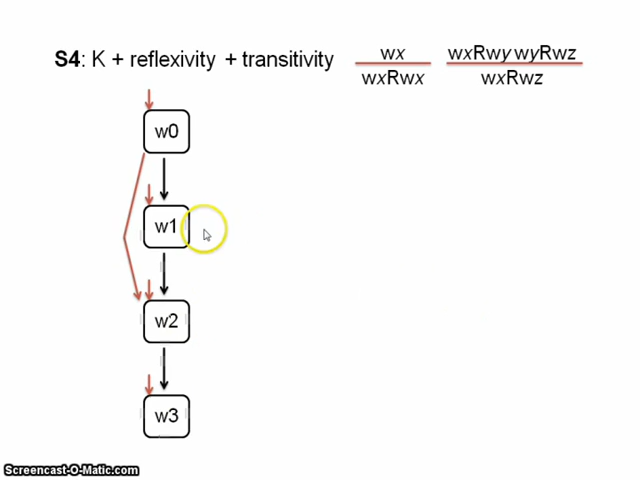 S4: K + reflexivity + transitivity
wx
wxRwx
wxRwy wyRwz
wxRwz
w0
w1
w2
w3
Screencast-O-Matic.com